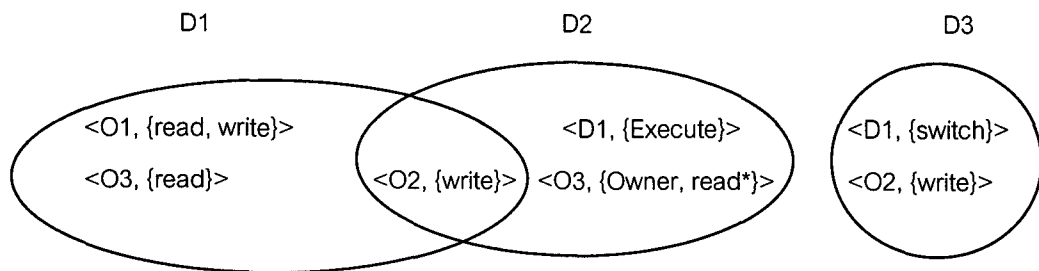 D1 D2 D3
<O1, {read, write}> <D1, {Execute}> <D1, {switch}>
<O3, {read}> <O2, {write}> <O3, {Owner, read*}> <O2, {write}>